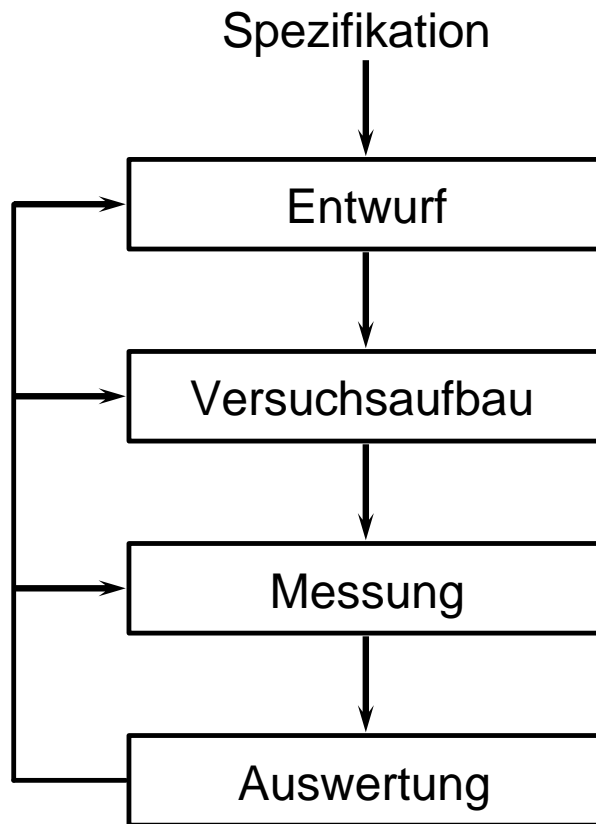 Spezifikation
Entwurf
Versuchsaufbau
Messung
Auswertung